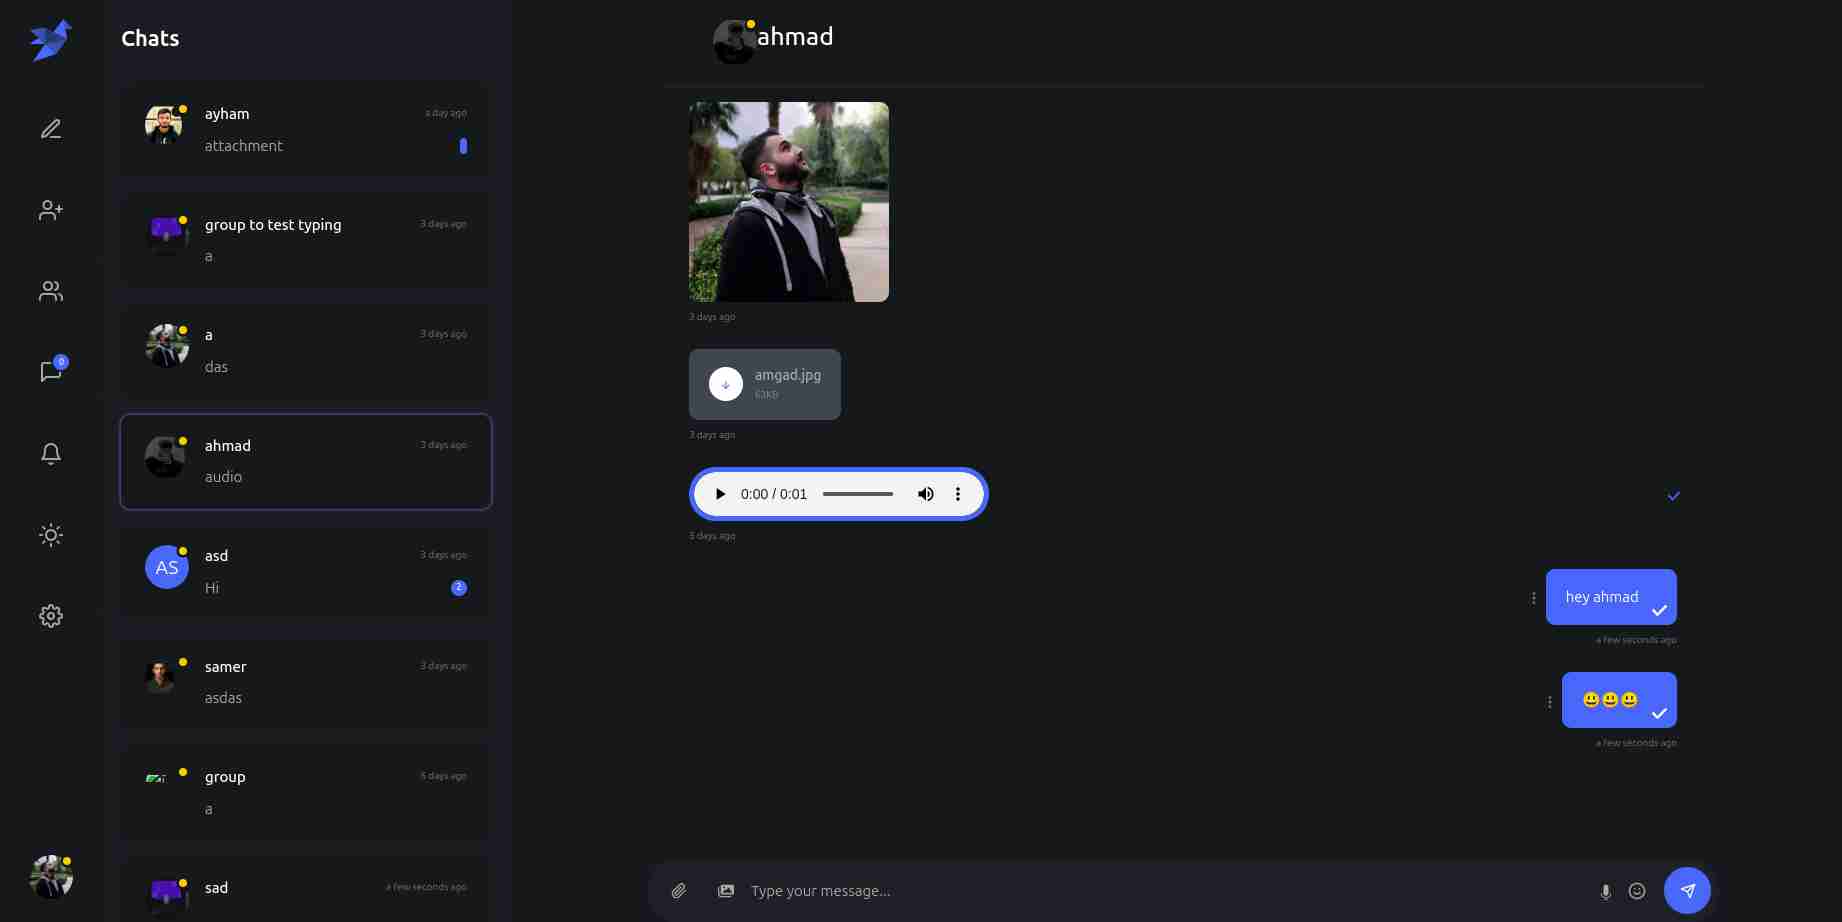 Chats
ayham
a day ago
attachment
group to test typing
3 days ago
a
a
3 days ago
das
0
ahmad
3 days ago
audio
AS
asd
3 days ago
Hi
2
samer
3 days ago
asdas
group
6 days ago
a
sad
a few seconds ago
ahmad
3 days ago
amgad.jpg
63KB
3 days ago
0:00 / 0:01
3 days ago
hey ahmad
a few seconds ago
😃😃😃
a few seconds ago
Type your message...